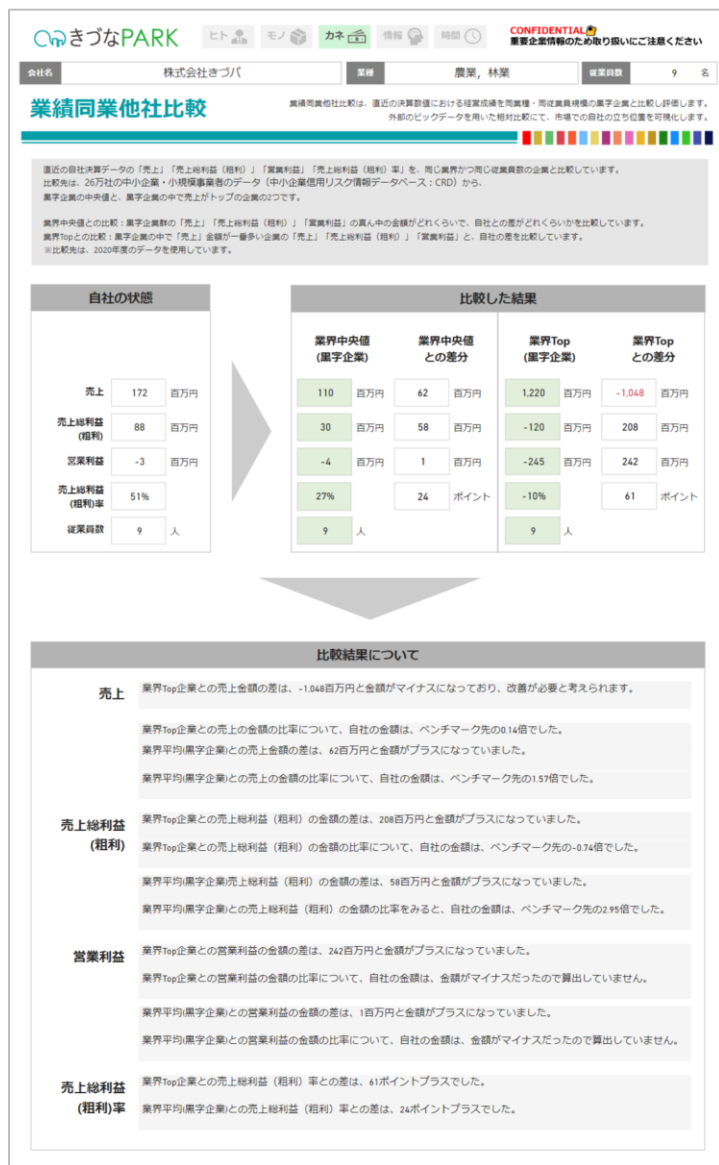 きづなPARK
ヒト
モノ
カネ
情報
時間
CONFIDENTIAL
重要企業情報のため取り扱いにご注意ください
会社名 株式会社きづパ 業種 農業, 林業 従業員数 9 名
業績同業他社比較
業績同業他社比較は、直近の決算数値における経営成績を同業種・同従業員規模の黒字企業と比較し評価します。
外部のビックデータを用いた相対比較にて、市場での自社の立ち位置を可視化します。
直近の自社決算データの「売上」「売上総利益（粗利）」「営業利益」「売上総利益（粗利）率」を、同じ業界かつ同じ従業員数の企業と比較しています。
比較先は、26万社の中小企業・小規模事業者のデータ（中小企業信用リスク情報データベース：CRD）から、
黒字企業の中央値と、黒字企業の中で売上がトップの企業の2つです。
業界中央値との比較：黒字企業群の「売上」「売上総利益（粗利）」「営業利益」の真ん中の金額がどれくらいで、自社との差がどれくらいかを比較しています。
業界Topとの比較：黒字企業の中で「売上」金額が一番多い企業の「売上」「売上総利益（粗利）」「営業利益」と、自社の差を比較しています。
※比較先は、2020年度のデータを使用しています。
自社の状態
売上 172 百万円
売上総利益
(粗利) 88 百万円
営業利益 -3 百万円
売上総利益
(粗利)率 51%
従業員数 9 人
比較した結果
業界中央値 業界中央値 業界Top 業界Top
(黒字企業) との差分 (黒字企業) との差分
110 百万円 62 百万円 1,220 百万円 -1,048 百万円
30 百万円 58 百万円 -120 百万円 208 百万円
-4 百万円 1 百万円 -245 百万円 242 百万円
27% 24 ポイント -10% 61 ポイント
9 人 9 人
比較結果について
売上
業界Top企業との売上金額の差は、-1,048百万円と金額がマイナスになっており、改善が必要と考えられます。
業界Top企業との売上の金額の比率について、自社の金額は、ベンチマーク先の0.14倍でした。
業界平均(黒字企業)との売上金額の差は、62百万円と金額がプラスになっていました。
業界平均(黒字企業)との売上の金額の比率について、自社の金額は、ベンチマーク先の1.57倍でした。
売上総利益
(粗利)
業界Top企業との売上総利益（粗利）の金額の差は、208百万円と金額がプラスになっていました。
業界Top企業との売上総利益（粗利）の金額の比率について、自社の金額は、ベンチマーク先の-0.74倍でした。
業界平均(黒字企業)売上総利益（粗利）の金額の差は、58百万円と金額がプラスになっていました。
業界平均(黒字企業)との売上総利益（粗利）の金額の比率をみると、自社の金額は、ベンチマーク先の2.95倍でした。
営業利益
業界Top企業との営業利益の金額の差は、242百万円と金額がプラスになっていました。
業界Top企業との営業利益の金額の比率について、自社の金額は、金額がマイナスだったので算出していません。
業界平均(黒字企業)との営業利益の金額の差は、1百万円と金額がプラスになっていました。
業界平均(黒字企業)との営業利益の金額の比率について、自社の金額は、金額がマイナスだったので算出していません。
売上総利益
(粗利)率
業界Top企業との売上総利益（粗利）率との差は、61ポイントプラスでした。
業界平均(黒字企業)との売上総利益（粗利）率との差は、24ポイントプラスでした。